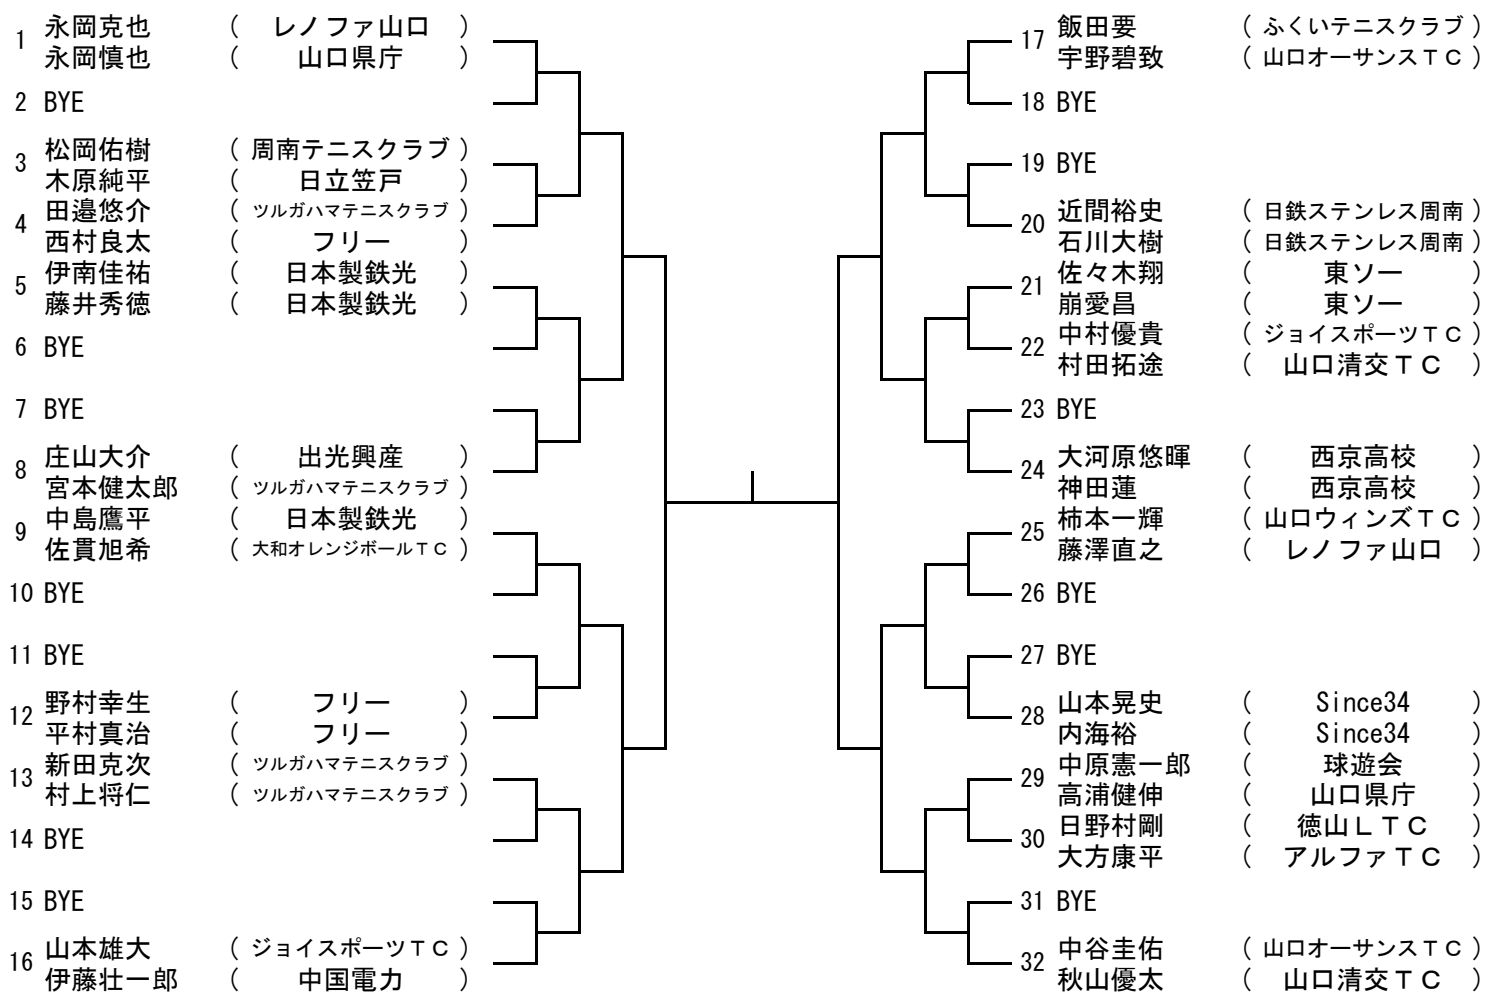 1 永岡克也 ( レノファ山口 )
永岡慎也 ( 山口県庁 )
2 BYE
3 松岡佑樹 ( 周南テニスクラブ )
木原純平 ( 日立笠戸 )
4 田邉悠介 ( ツルガハマテニスクラブ )
西村良太 ( フリー )
5 伊南佳祐 ( 日本製鉄光 )
藤井秀徳 ( 日本製鉄光 )
6 BYE
7 BYE
8 庄山大介 ( 出光興産 )
宮本健太郎 ( ツルガハマテニスクラブ )
9 中島鷹平 ( 日本製鉄光 )
佐貫旭希 ( 大和オレンジボールＴＣ )
10 BYE
11 BYE
12 野村幸生 ( フリー )
平村真治 ( フリー )
13 新田克次 ( ツルガハマテニスクラブ )
村上将仁 ( ツルガハマテニスクラブ )
14 BYE
15 BYE
16 山本雄大 ( ジョイスポーツＴＣ )
伊藤壮一郎 ( 中国電力 )
17 飯田要 ( ふくいテニスクラブ )
宇野碧致 ( 山口オーサンスＴＣ )
18 BYE
19 BYE
20 近間裕史 ( 日鉄ステンレス周南 )
石川大樹 ( 日鉄ステンレス周南 )
21 佐々木翔 ( 東ソー )
崩愛昌 ( 東ソー )
22 中村優貴 ( ジョイスポーツＴＣ )
村田拓途 ( 山口清交ＴＣ )
23 BYE
24 大河原悠暉 ( 西京高校 )
神田蓮 ( 西京高校 )
25 柿本一輝 ( 山口ウィンズＴＣ )
藤澤直之 ( レノファ山口 )
26 BYE
27 BYE
28 山本晃史 ( Since34 )
内海裕 ( Since34 )
29 中原憲一郎 ( 球遊会 )
高浦健伸 ( 山口県庁 )
30 日野村剛 ( 徳山ＬＴＣ )
大方康平 ( アルファＴＣ )
31 BYE
32 中谷圭佑 ( 山口オーサンスＴＣ )
秋山優太 ( 山口清交ＴＣ )